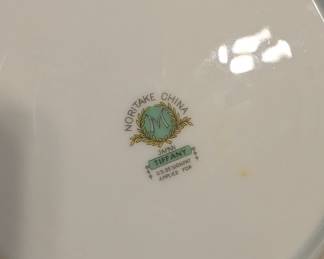 NORITAKE CHINA
M
JAPAN
TIFFANY
U.S. DESIGN PAT.
APPLIED FOR